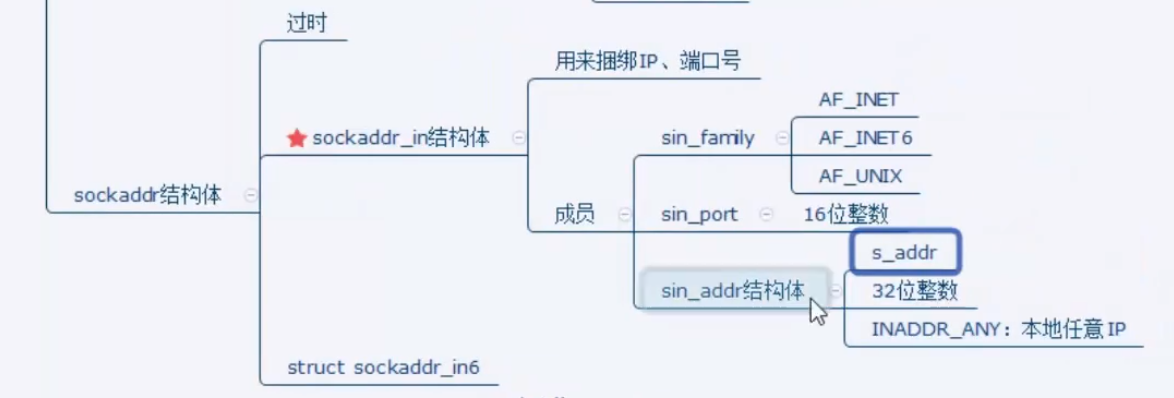 过时
用来捆绑IP、端口号
AF_INET
sockaddr_in结构体
sin_family
AF_INET6
AF_UNIX
sockaddr结构体
成员
sin_port
16位整数
s_addr
sin_addr结构体
32位整数
INADDR_ANY：本地任意IP
struct sockaddr_in6